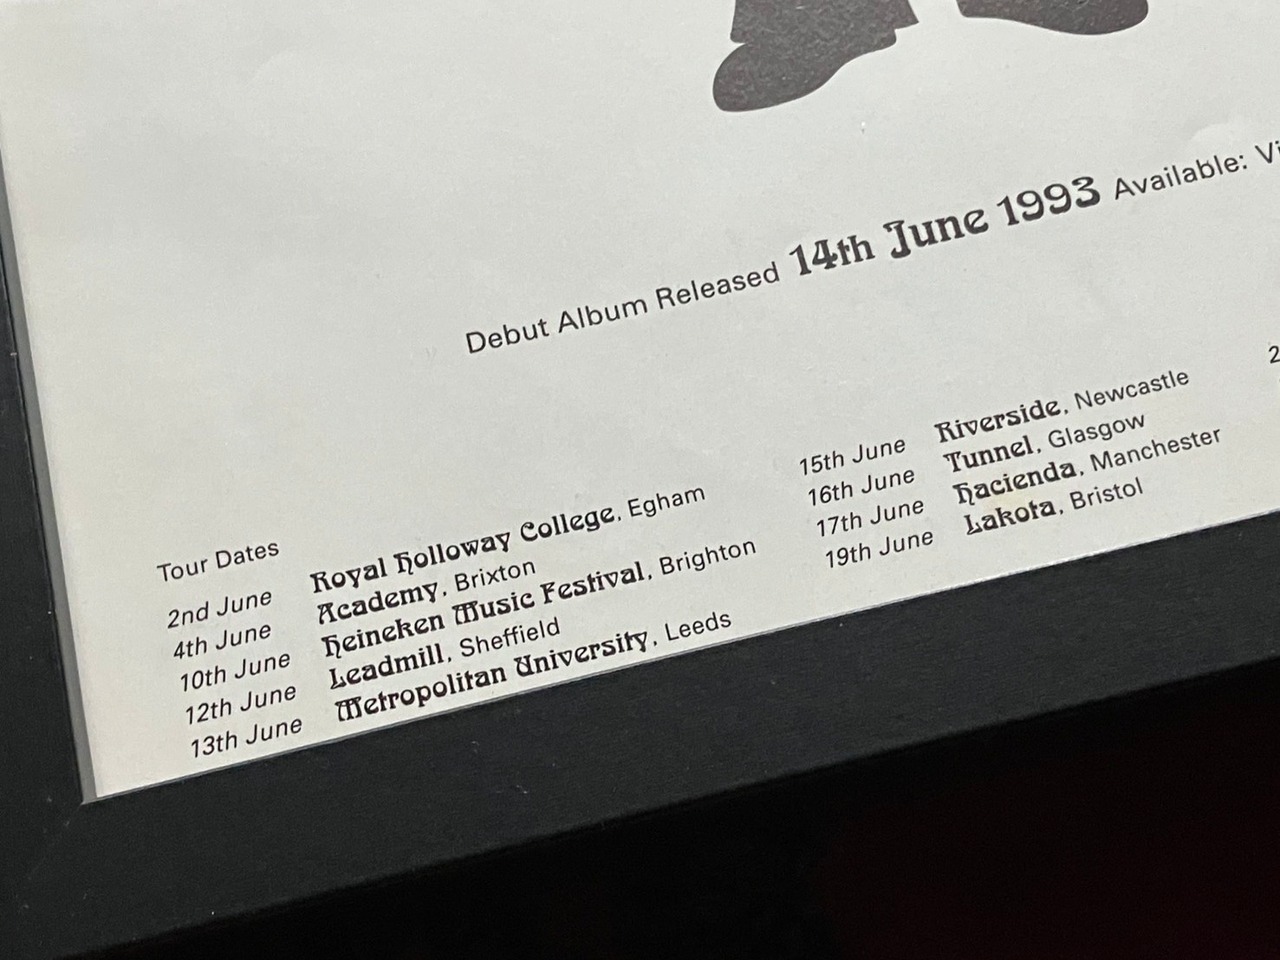 Debut Album Released 14th June 1993 Available:
Tour Dates
2nd June Royal Holloway College, Egham
4th June Academy, Brixton
10th June Heineken Music Festival, Brighton
12th June Leadmill, Sheffield
13th June Metropolitan University, Leeds
15th June Riverside, Newcastle
16th June Tunnel, Glasgow
17th June Hacienda, Manchester
19th June Lakota, Bristol